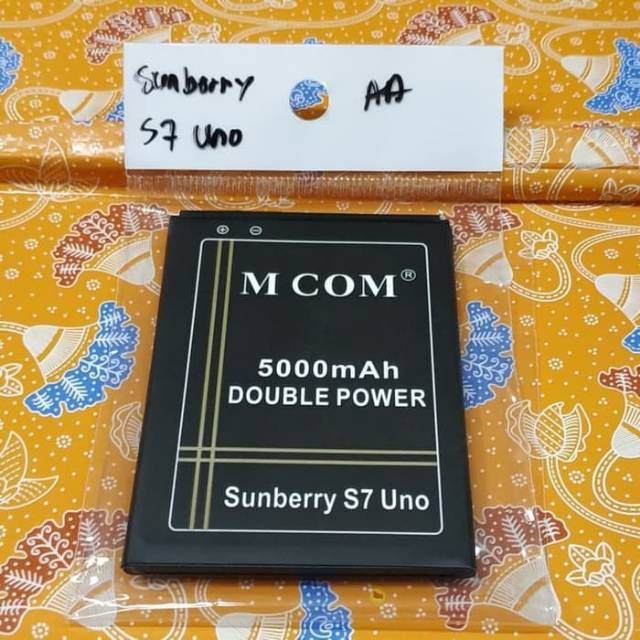 Sunberry AA
S7 Uno
⊕ ⊖
M COM®
5000mAh
DOUBLE POWER
Sunberry S7 Uno